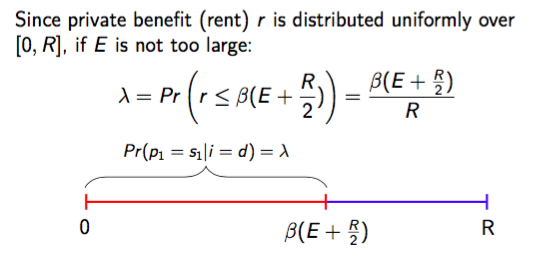 Since private benefit (rent) r is distributed uniformly over
[0, R], if E is not too large:
λ = Pr (r ≤ β(E + R/2)) = β(E + R/2)/R
Pr(p₁ = s₁|i = d) = λ
0 β(E + R/2) R